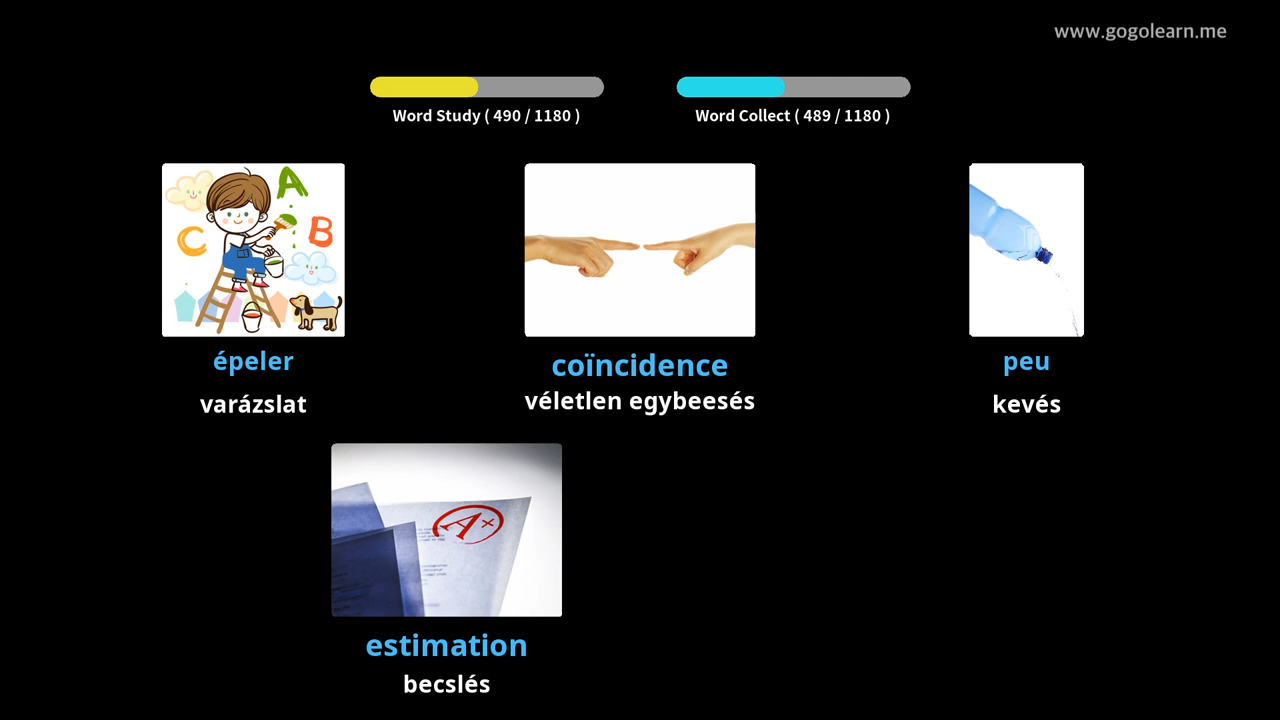 www.gogolearn.me
Word Study ( 490 / 1180 )
Word Collect ( 489 / 1180 )
A
B
C
épeler
varázslat
coïncidence
véletlen egybeesés
peu
kevés
A+
estimation
becslés